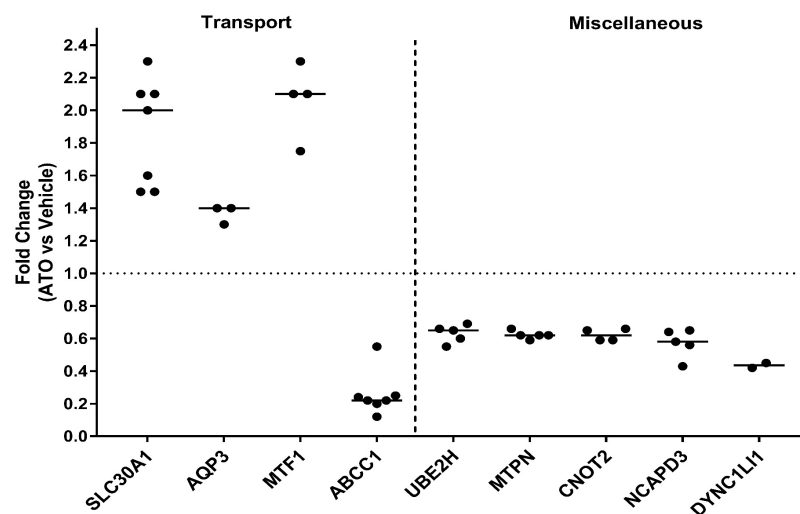 Transport
Miscellaneous
Fold Change
(ATO vs Vehicle)
2.4
2.2
2.0
1.8
1.6
1.4
1.2
1.0
0.8
0.6
0.4
0.2
0.0
SLC30A1
AQP3
MTF1
ABCC1
UBE2H
MTPN
CNOT2
NCAPD3
DYNC1LI1